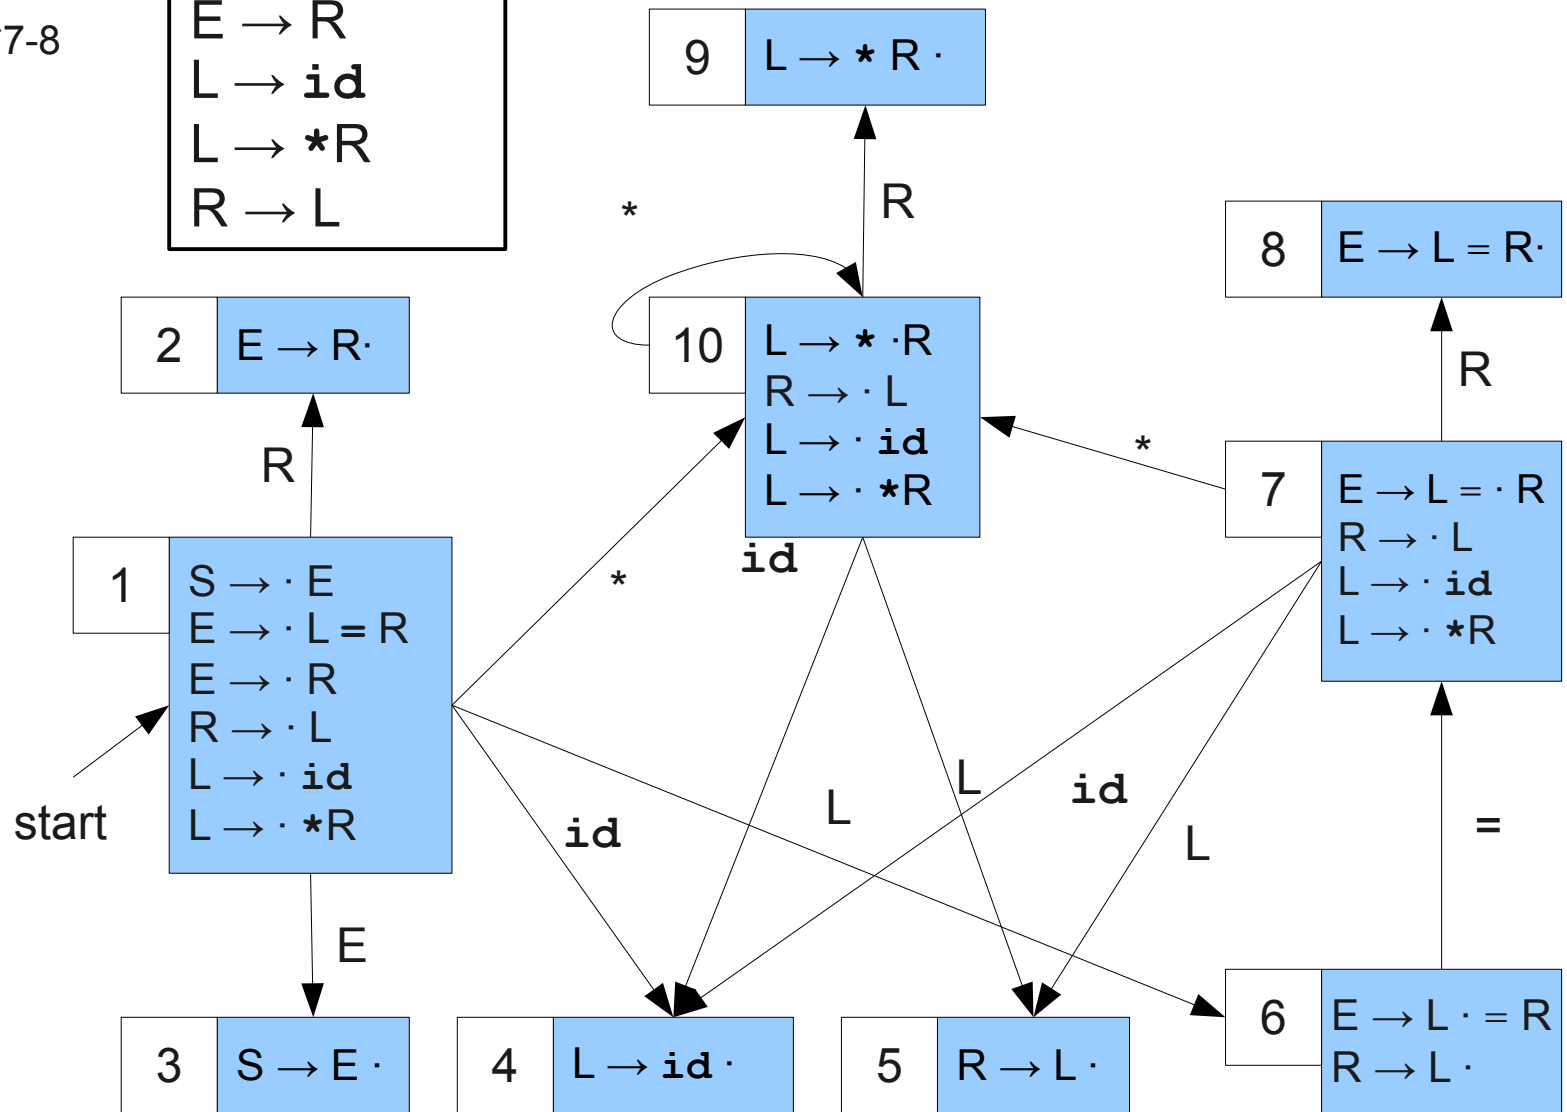 7-8
E → R
L → id
L → *R
R → L
9
L → * R ·
*
R
8
E → L = R·
2
E → R·
10
L → * ·R
R → · L
L → · id
L → · *R
R
R
*
7
E → L = · R
R → · L
L → · id
L → · *R
id
*
1
S → · E
E → · L = R
E → · R
R → · L
L → · id
L → · *R
start
id
L
L
id
L
=
E
3
S → E ·
4
L → id ·
5
R → L ·
6
E → L · = R
R → L ·